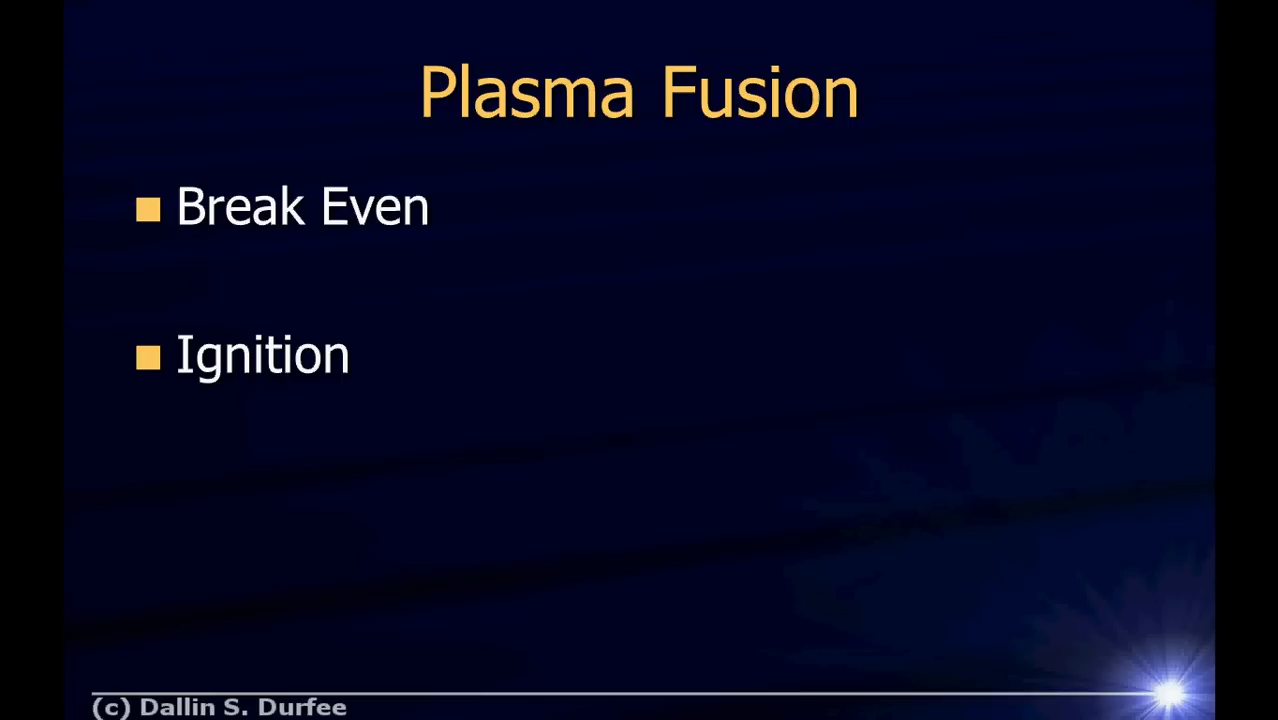 Plasma Fusion
Break Even
Ignition
(c) Dallin S. Durfee